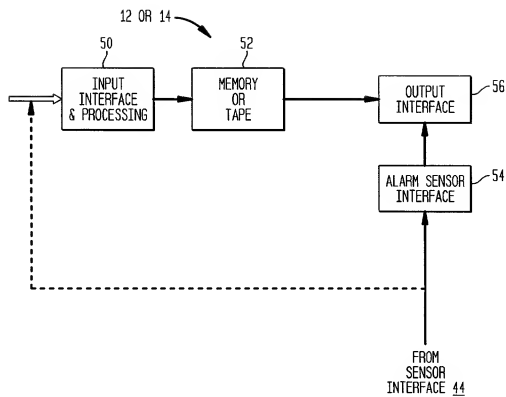 12 OR 14
50
52
INPUT
INTERFACE
& PROCESSING
MEMORY
OR
TAPE
OUTPUT
INTERFACE
56
ALARM SENSOR
INTERFACE
54
FROM
SENSOR
INTERFACE 44